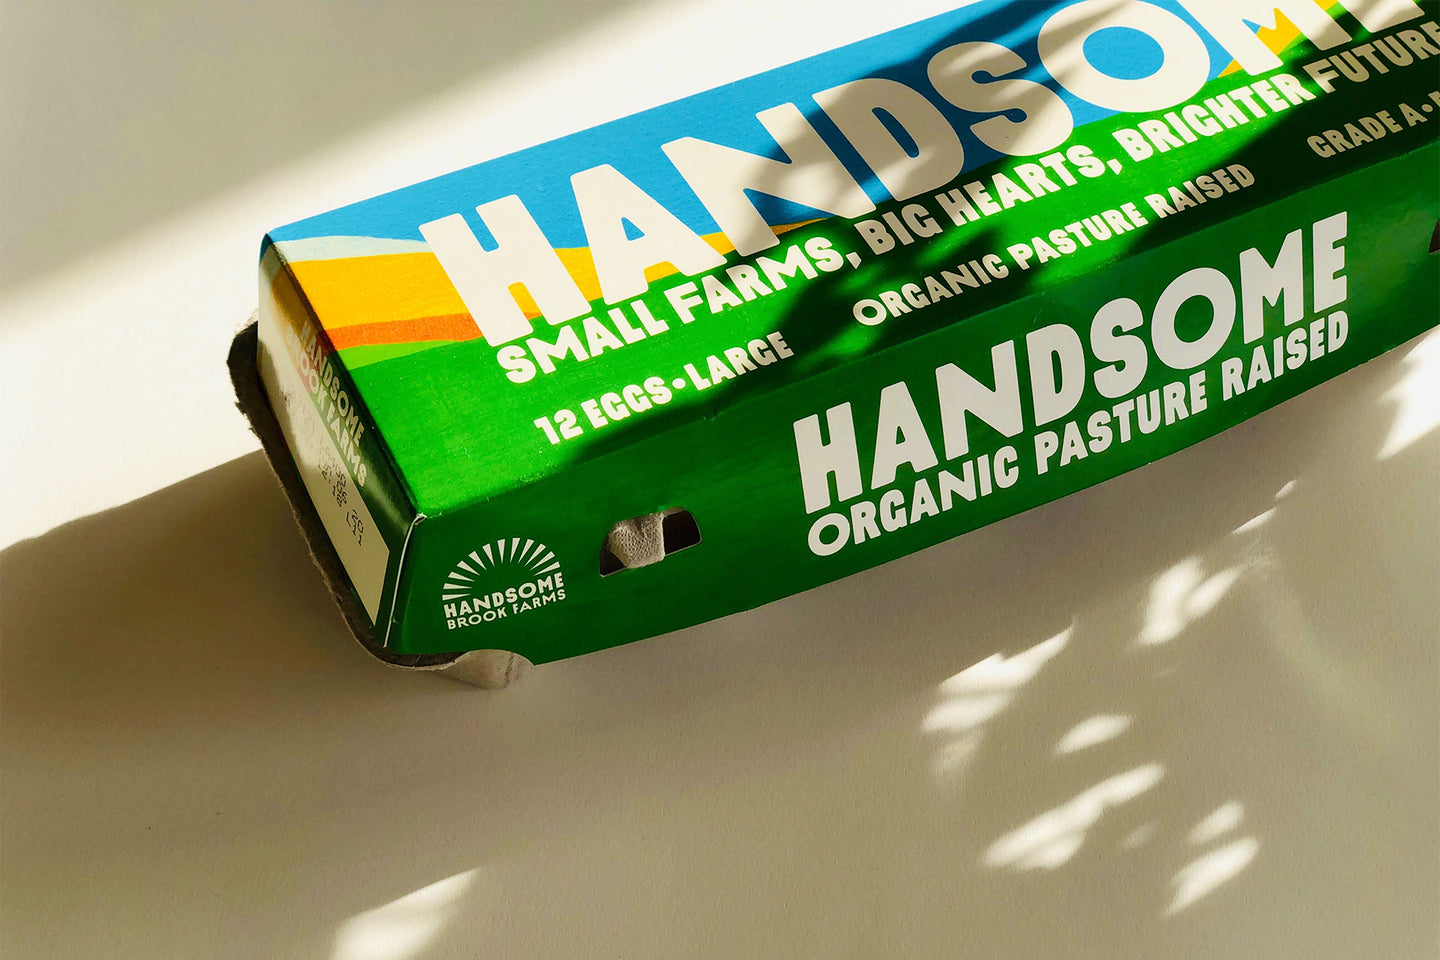 HANDSOME
SMALL FARMS, BIG HEARTS, BRIGHTER FUTURE
12 EGGS • LARGE
ORGANIC PASTURE RAISED
GRADE A •
HANDSOME
ORGANIC PASTURE RAISED
HANDSOME
BROOK FARMS
HANDSOME
BROOK FARMS